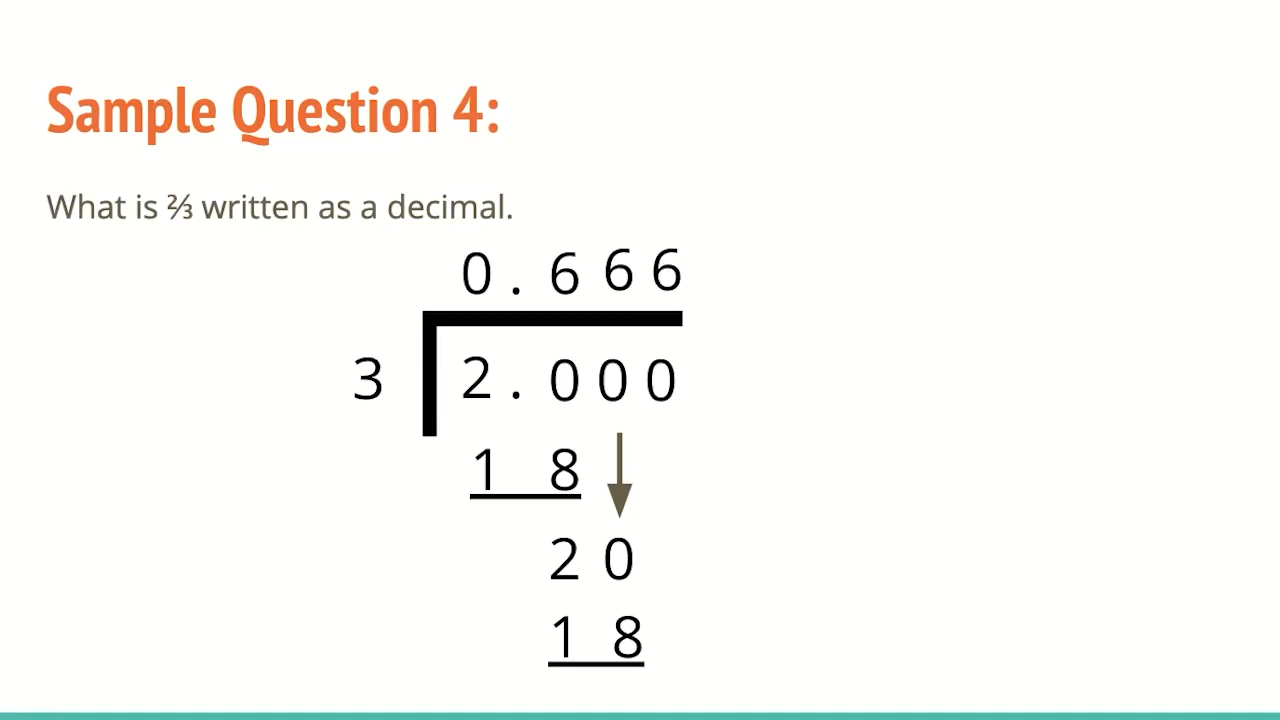 Sample Question 4:
What is ⅔ written as a decimal.
0 . 6 6 6
3 2 . 0 0 0
1 8
2 0
1 8